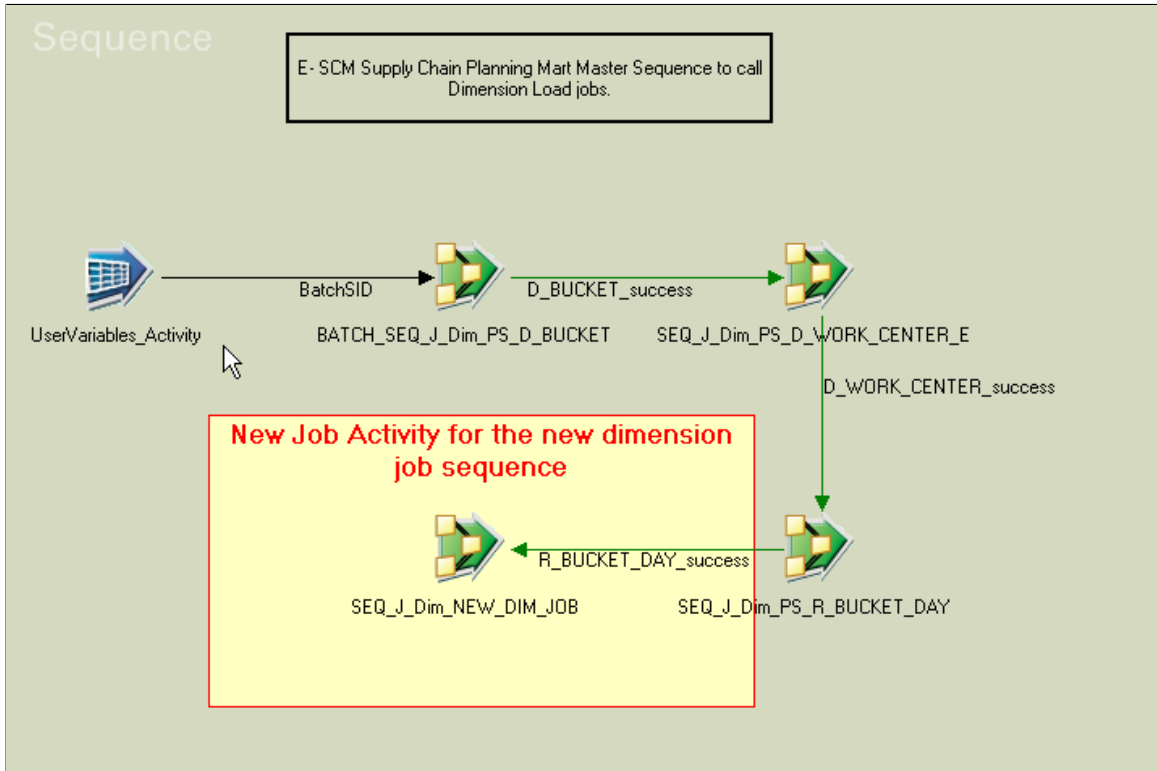 Sequence
E- SCM Supply Chain Planning Mart Master Sequence to call
Dimension Load jobs.
BatchSID
D_BUCKET_success
UserVariables_Activity
BATCH_SEQ_J_Dim_PS_D_BUCKET
SEQ_J_Dim_PS_D_WORK_CENTER_E
D_WORK_CENTER_success
New Job Activity for the new dimension
job sequence
R_BUCKET_DAY_success
SEQ_J_Dim_NEW_DIM_JOB
SEQ_J_Dim_PS_R_BUCKET_DAY